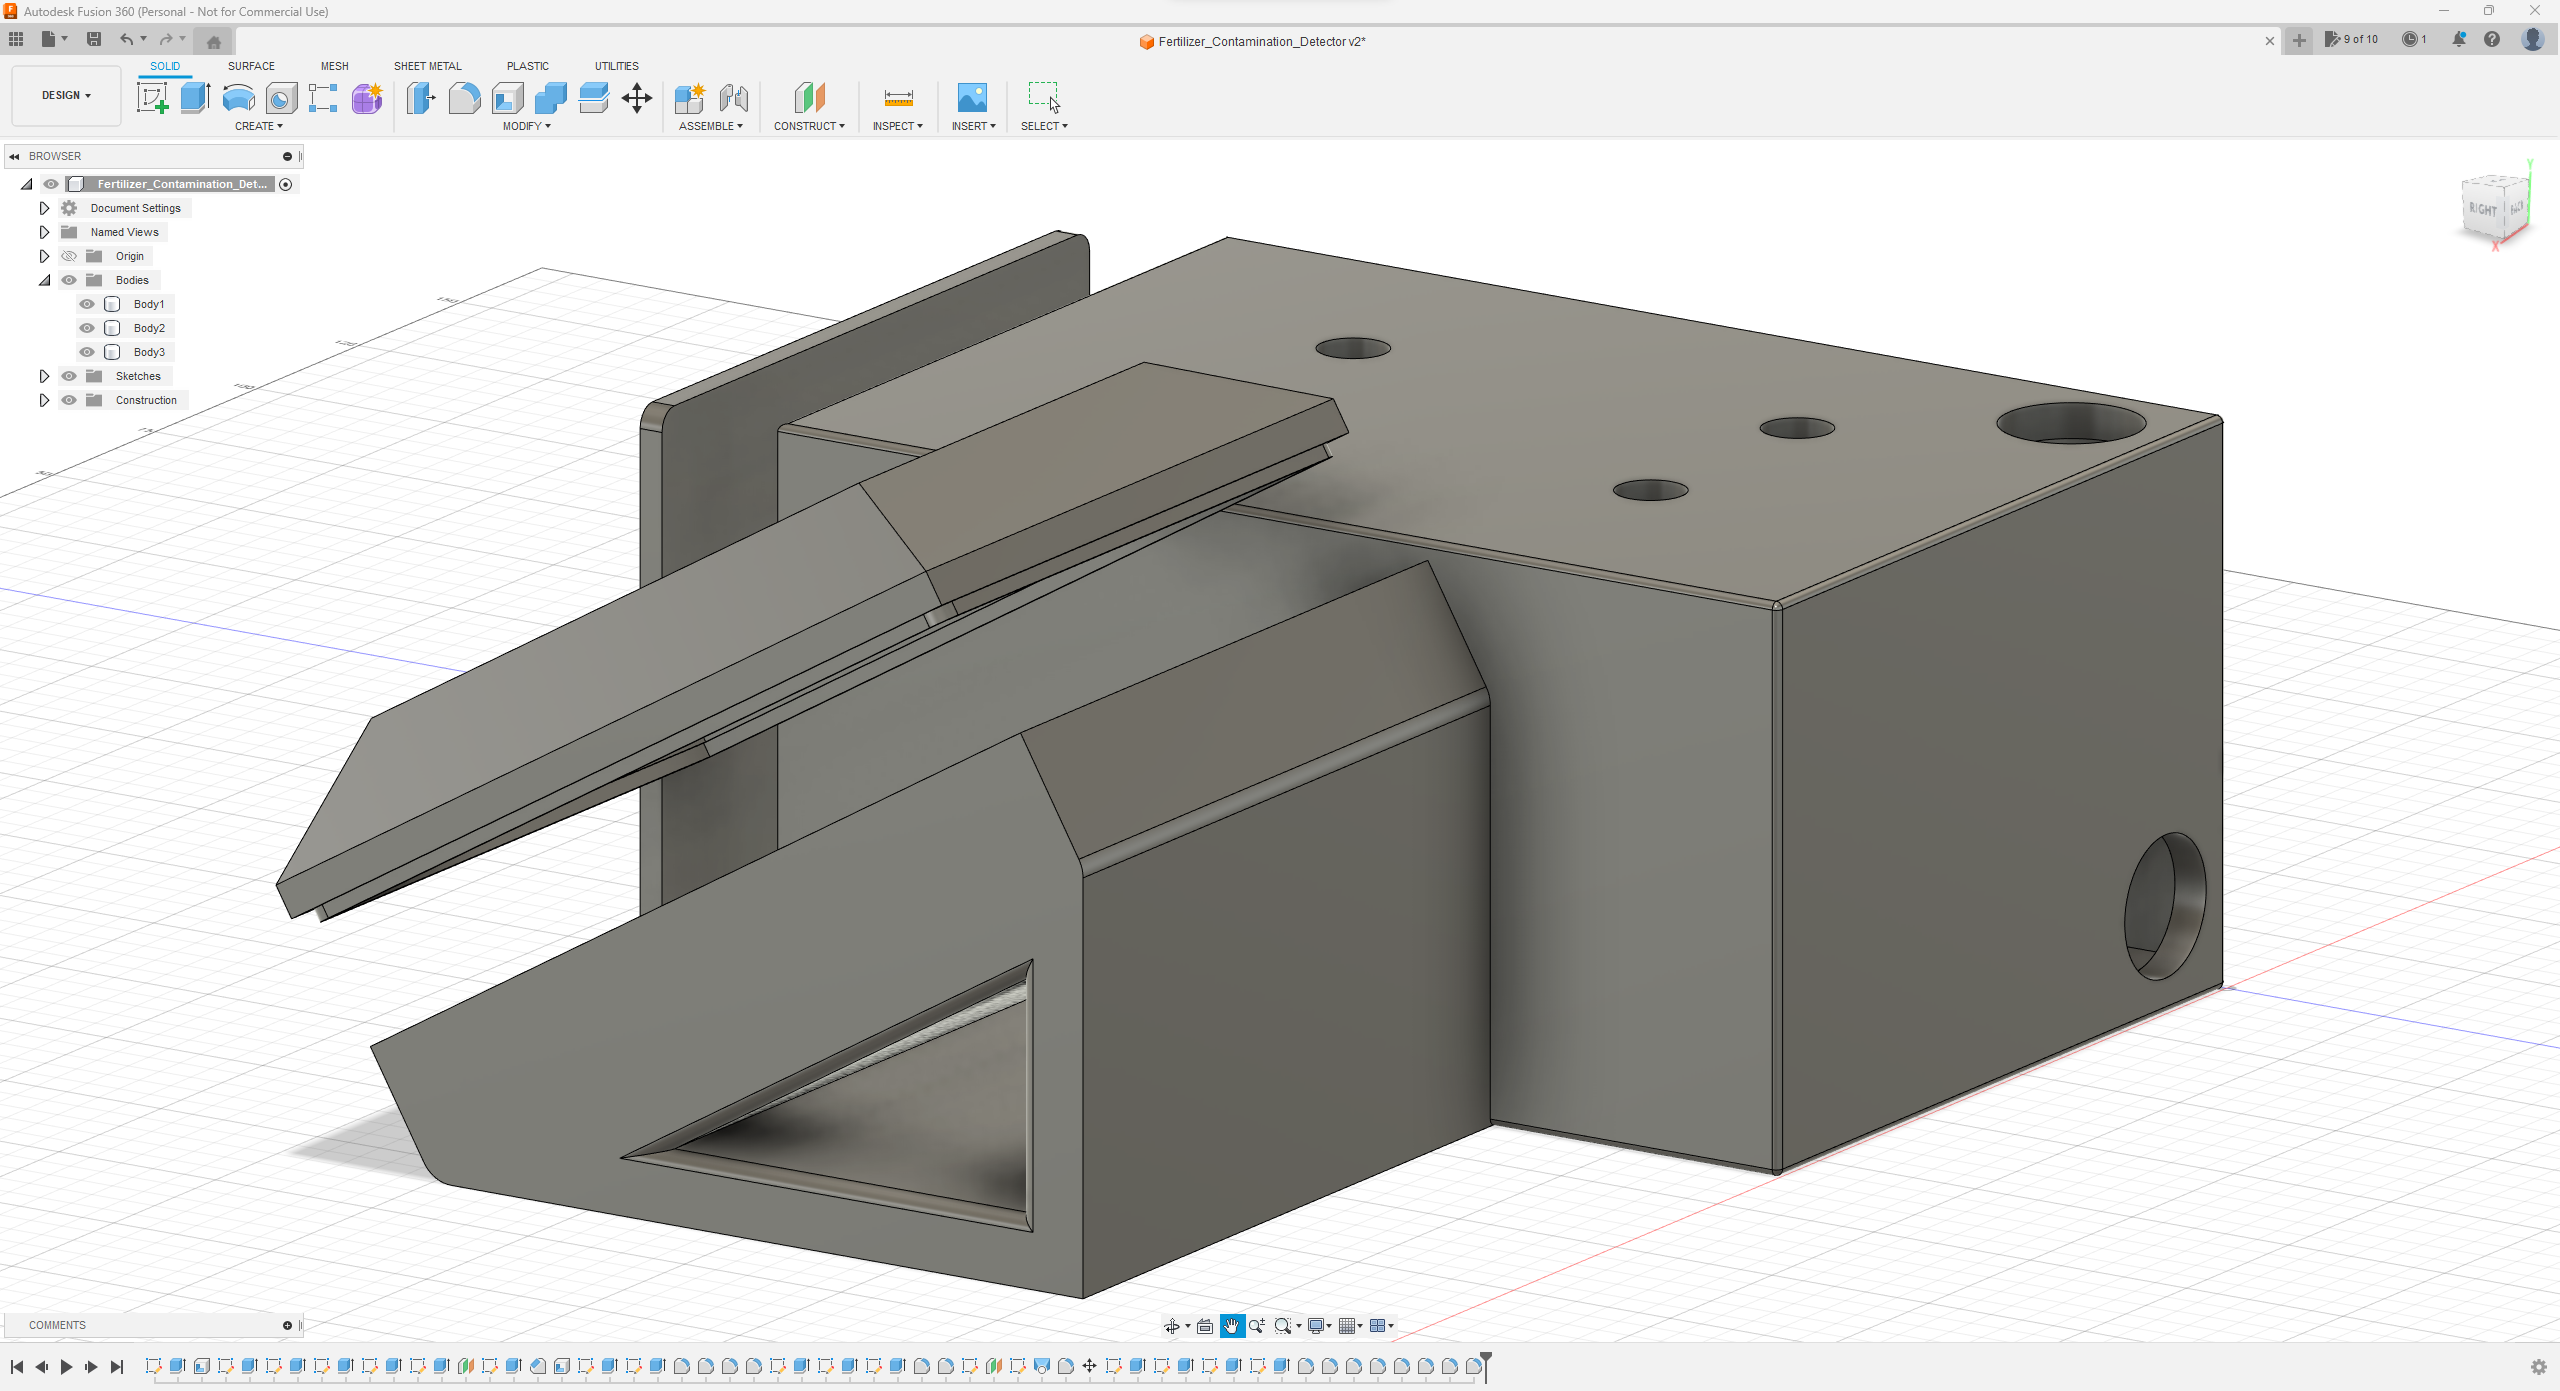 Autodesk Fusion 360 (Personal - Not for Commercial Use)
Fertilizer_Contamination_Detector v2*
9 of 10
1
DESIGN
SOLID
SURFACE
MESH
SHEET METAL
PLASTIC
UTILITIES
CREATE
MODIFY
ASSEMBLE
CONSTRUCT
INSPECT
INSERT
SELECT
BROWSER
Fertilizer_Contamination_Det...
Document Settings
Named Views
Origin
Bodies
Body1
Body2
Body3
Sketches
Construction
Y
RIGHT
BACK
X
COMMENTS